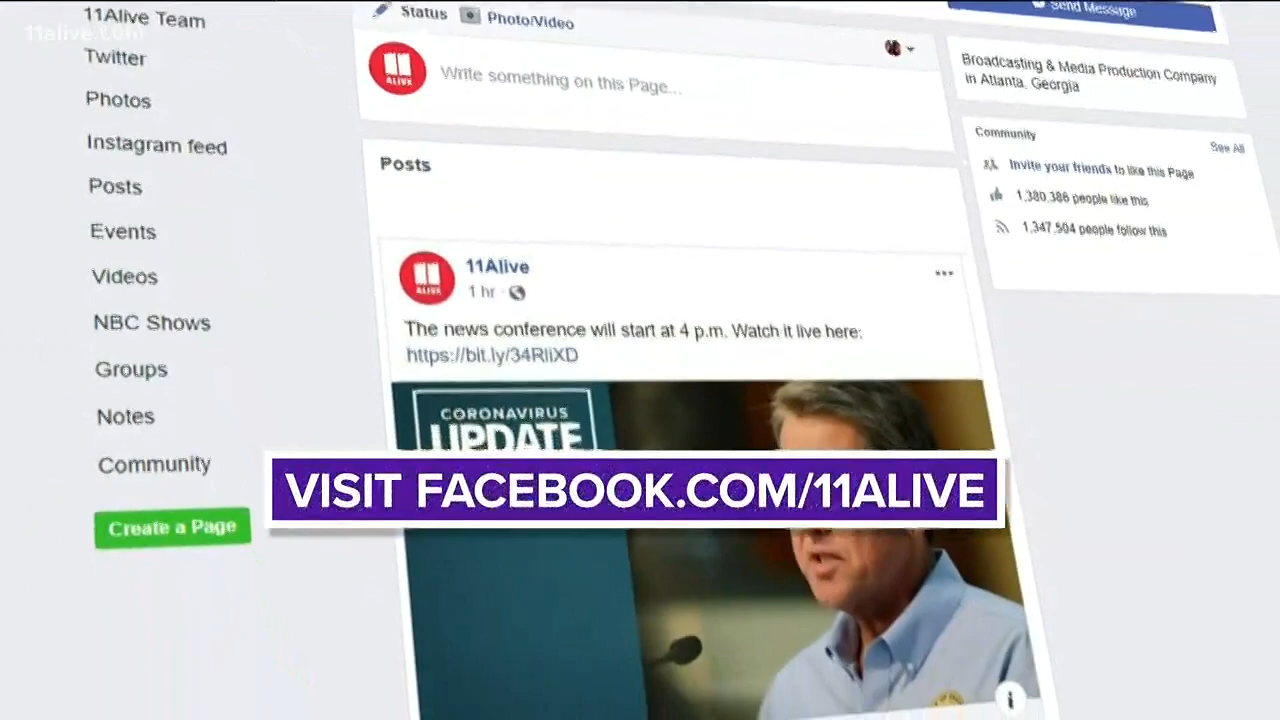 11Alive Team
11alive.com
Twitter
Photos
Instagram feed
Posts
Events
Videos
NBC Shows
Groups
Notes
Community
Create a Page
Status
Photo/Video
ALIVE
Write something on this Page...
Posts
ALIVE
11Alive
1 hr
The news conference will start at 4 p.m. Watch it live here:
https://bit.ly/34RliXD
CORONAVIRUS
UPDATE
VISIT FACEBOOK.COM/11ALIVE
Send Message
Broadcasting & Media Production Company
in Atlanta, Georgia
Community
See All
Invite your friends to like this Page
1,380,386 people like this
1,347,504 people follow this